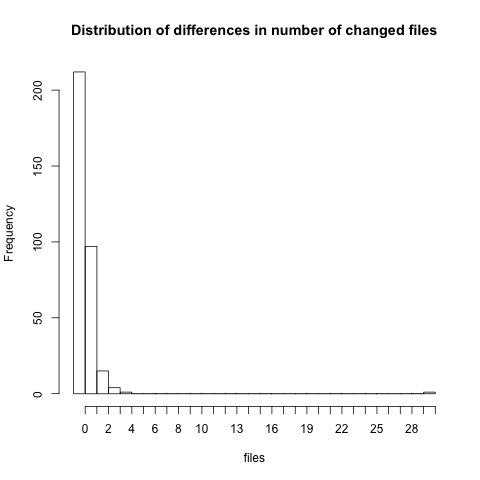 Distribution of differences in number of changed files
Frequency
200
150
100
50
0
0 2 4 6 8 10 13 16 19 22 25 28
files